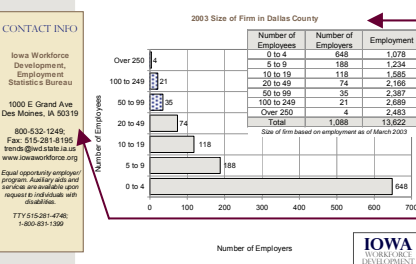 CONTACT INFO
Iowa Workforce
Development,
Employment
Statistics Bureau
1000 E Grand Ave
Des Moines, IA 50319
800-532-1249;
Fax: 515-281-8195
trends@iwd.state.ia.us
www.iowaworkforce.org
Equal opportunity employer/
program. Auxiliary aids and
services are available upon
request to individuals with
disabilities.
TTY 515-281-4748;
1-800-831-1399
2003 Size of Firm in Dallas County
Number of Employees Number of Employers Employment
0 to 4 648 1,078
5 to 9 188 1,234
10 to 19 118 1,585
20 to 49 74 2,166
50 to 99 35 2,387
100 to 249 21 2,689
Over 250 4 2,483
Total 1,088 13,622
Size of firm based on employment as of March 2003
Number of Employees
Over 250 4
100 to 249 21
50 to 99 35
20 to 49 74
10 to 19 118
5 to 9 188
0 to 4 648
0 100 200 300 400 500 600 700
Number of Employers
IOWA
WORKFORCE
DEVELOPMENT